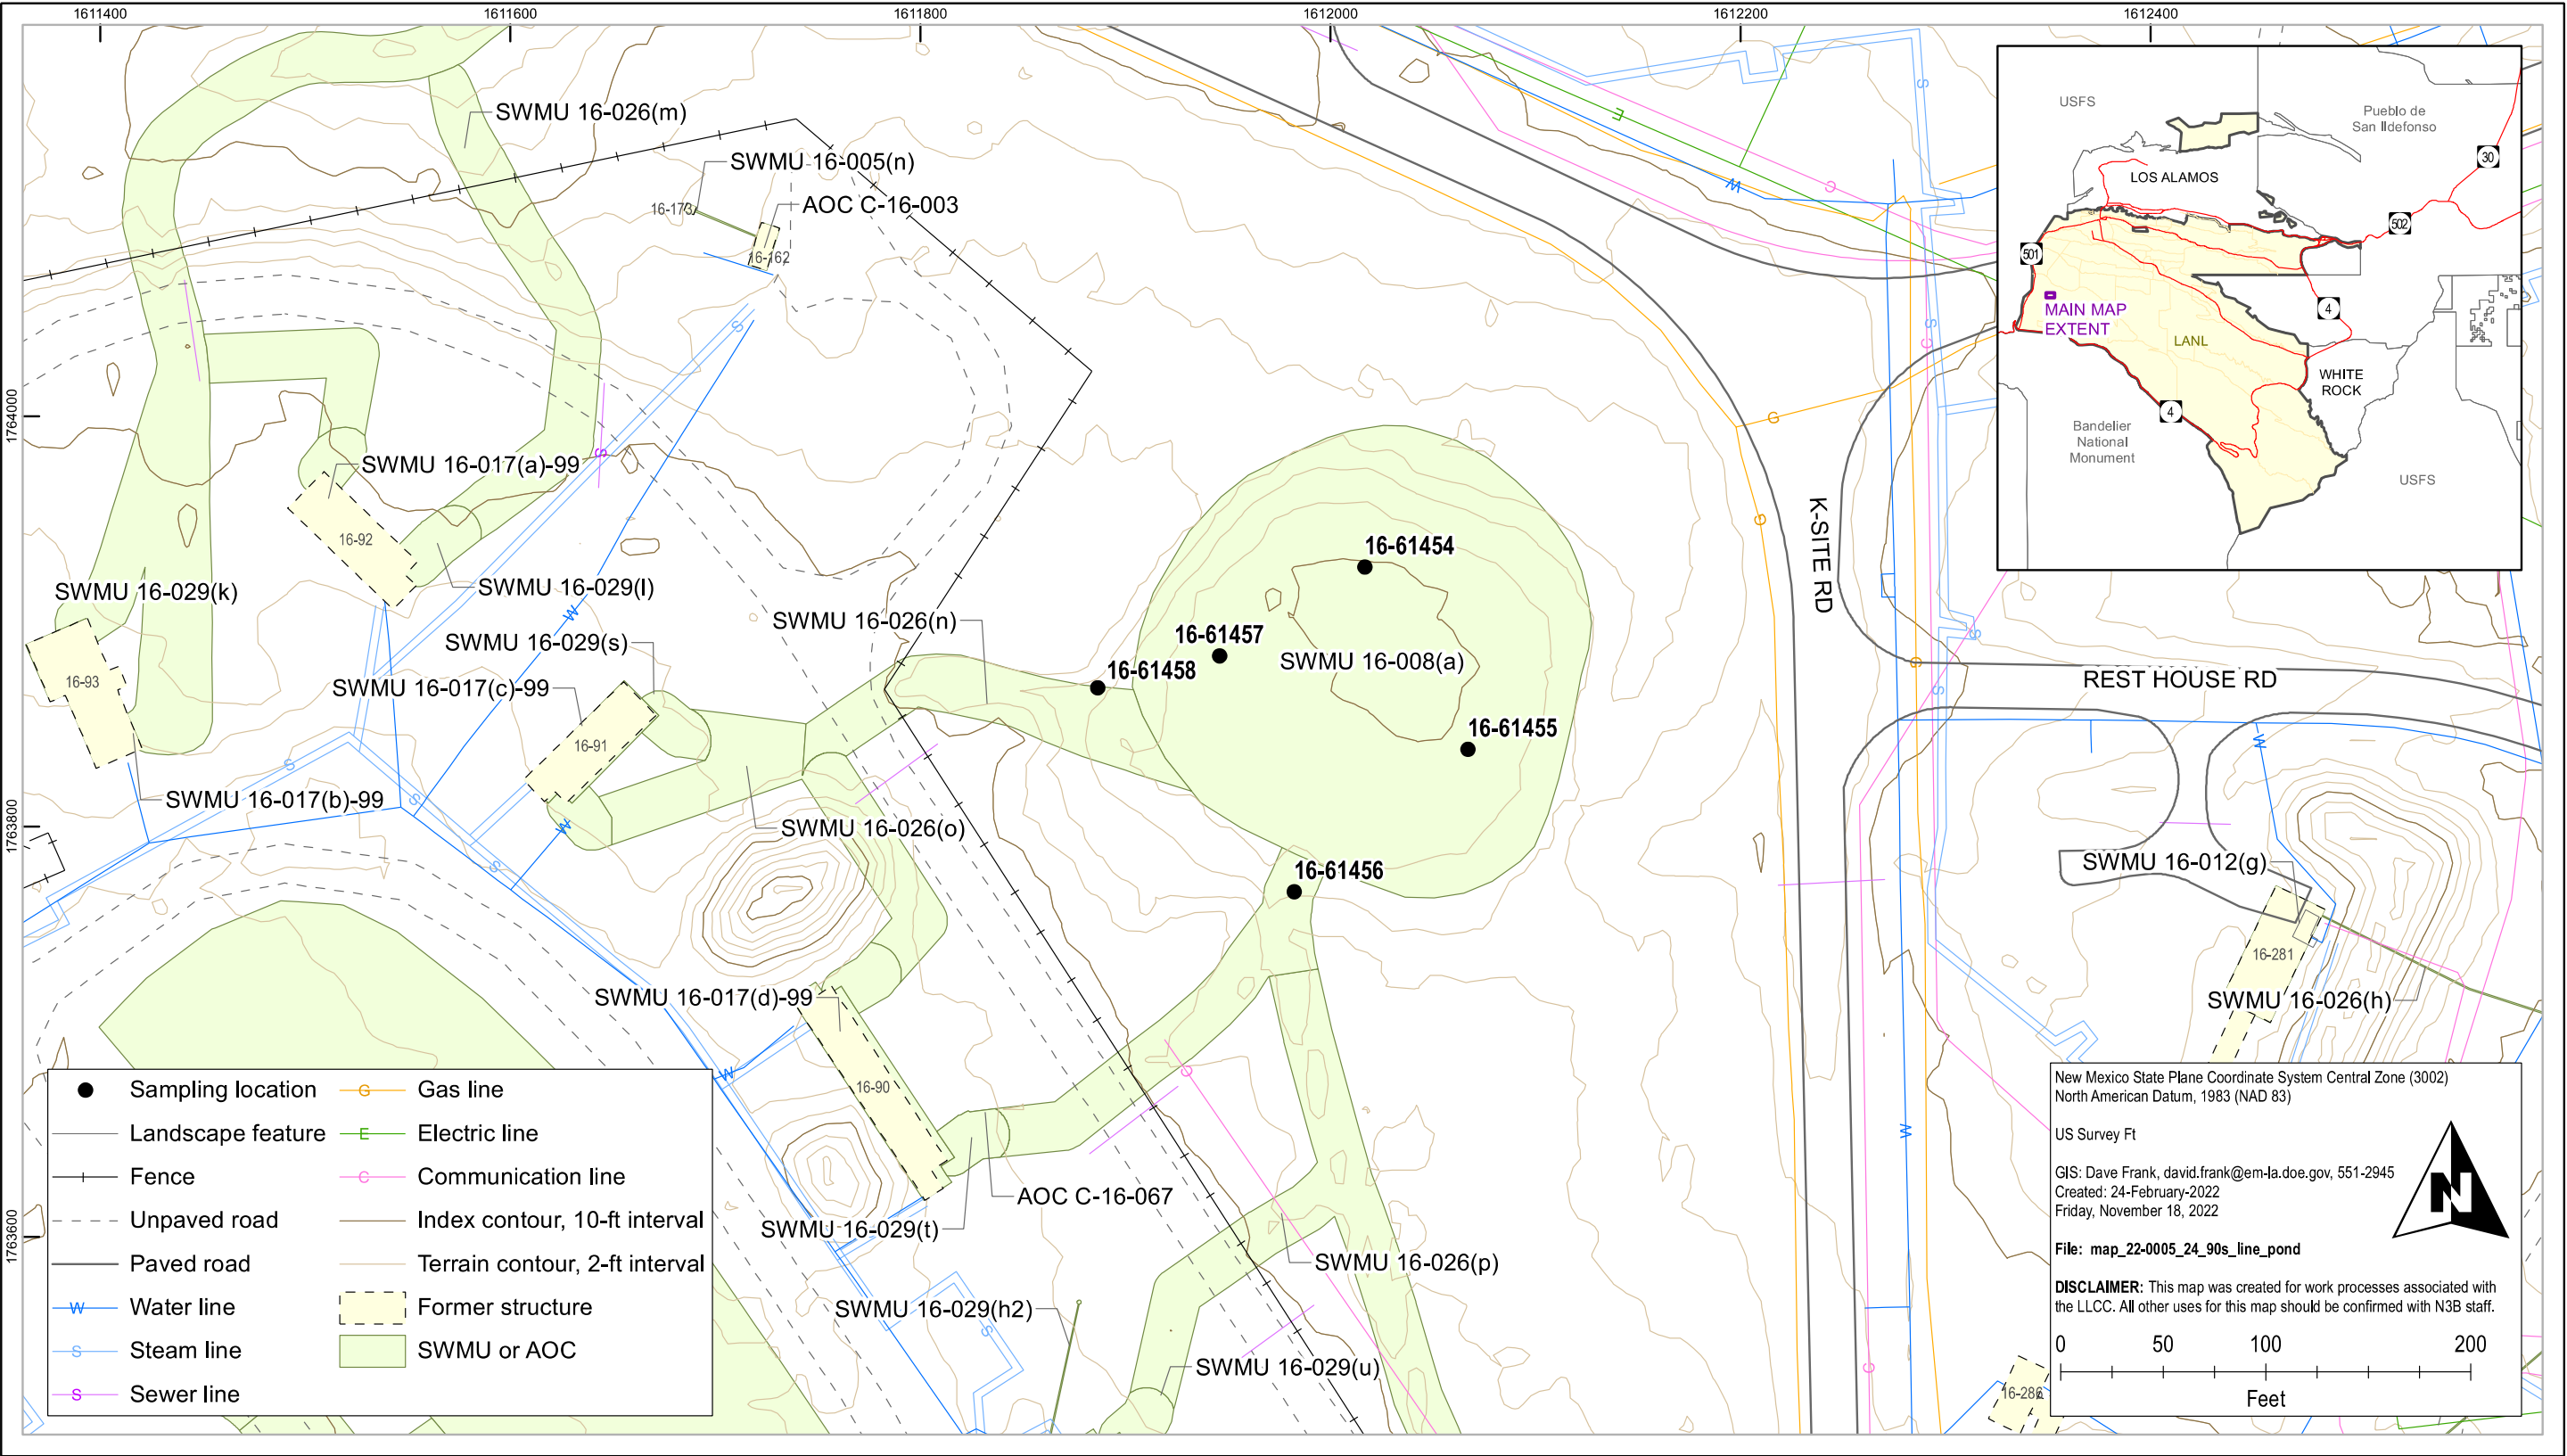 1611400
1611600
1611800
1612000
1612200
1612400
1764000
1763800
1763600
SWMU 16-026(m)
SWMU 16-005(n)
16-173
AOC C-16-003
16-162
SWMU 16-017(a)-99
16-92
SWMU 16-029(k)
SWMU 16-029(l)
SWMU 16-026(n)
SWMU 16-029(s)
16-93
SWMU 16-017(c)-99
16-91
SWMU 16-017(b)-99
SWMU 16-026(o)
16-61454
16-61457
SWMU 16-008(a)
16-61458
16-61455
16-61456
K-SITE RD
REST HOUSE RD
SWMU 16-012(g)
16-281
SWMU 16-026(h)
SWMU 16-017(d)-99
16-90
AOC C-16-067
SWMU 16-029(t)
SWMU 16-026(p)
SWMU 16-029(h2)
SWMU 16-029(u)
16-286
S
S
S
S
S
S
S
S
S
S
S
W
W
W
W
W
W
E
C
C
C
C
G
G
G
USFS
Pueblo de
San Ildefonso
30
LOS ALAMOS
502
501
MAIN MAP
EXTENT
4
LANL
WHITE
ROCK
4
Bandelier
National
Monument
USFS
Sampling location
Landscape feature
Fence
Unpaved road
Paved road
W Water line
S Steam line
S Sewer line
G Gas line
E Electric line
C Communication line
Index contour, 10-ft interval
Terrain contour, 2-ft interval
Former structure
SWMU or AOC
New Mexico State Plane Coordinate System Central Zone (3002)
North American Datum, 1983 (NAD 83)
US Survey Ft
GIS: Dave Frank, david.frank@em-la.doe.gov, 551-2945
Created: 24-February-2022
Friday, November 18, 2022
File: map_22-0005_24_90s_line_pond
DISCLAIMER: This map was created for work processes associated with
the LLCC. All other uses for this map should be confirmed with N3B staff.
N
0 50 100 200
Feet